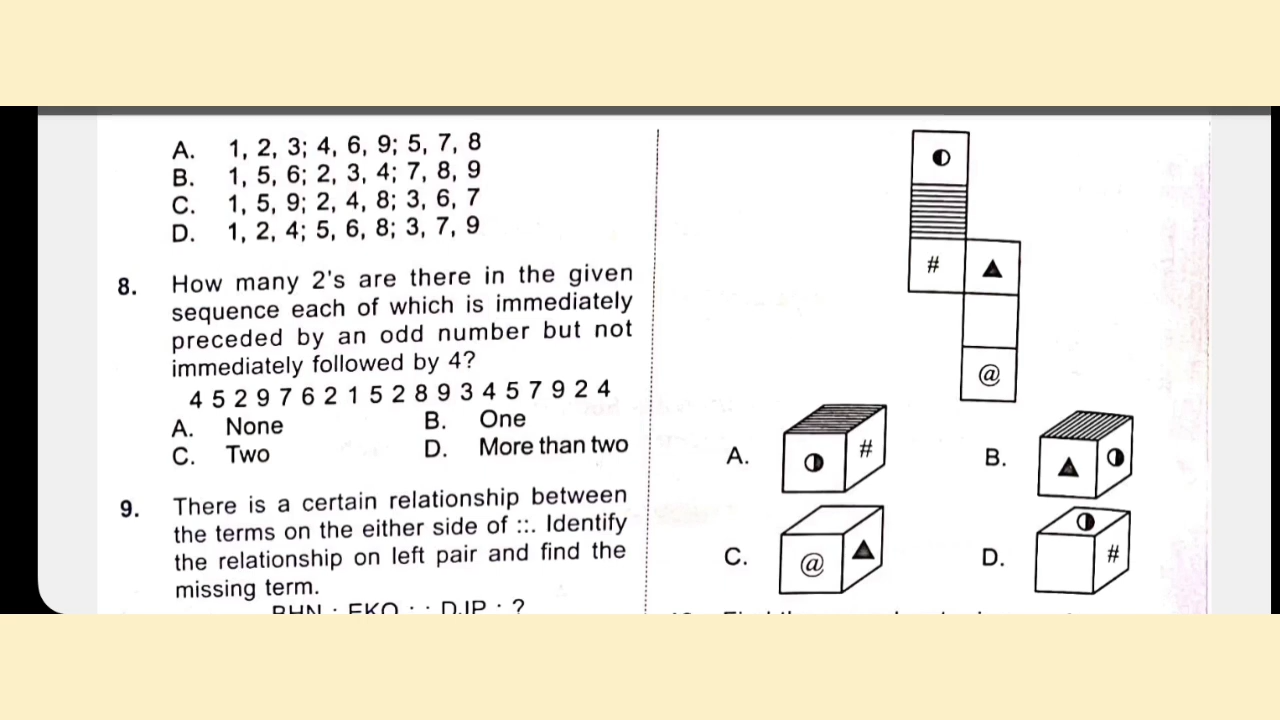 A. 1, 2, 3; 4, 6, 9; 5, 7, 8
B. 1, 5, 6; 2, 3, 4; 7, 8, 9
C. 1, 5, 9; 2, 4, 8; 3, 6, 7
D. 1, 2, 4; 5, 6, 8; 3, 7, 9
8. How many 2's are there in the given
sequence each of which is immediately
preceded by an odd number but not
immediately followed by 4?
4 5 2 9 7 6 2 1 5 2 8 9 3 4 5 7 9 2 4
A. None B. One
C. Two D. More than two
9. There is a certain relationship between
the terms on the either side of ::. Identify
the relationship on left pair and find the
missing term.
: EKO : : DJP : ?
#
@
A. # B.
C. @ D. #